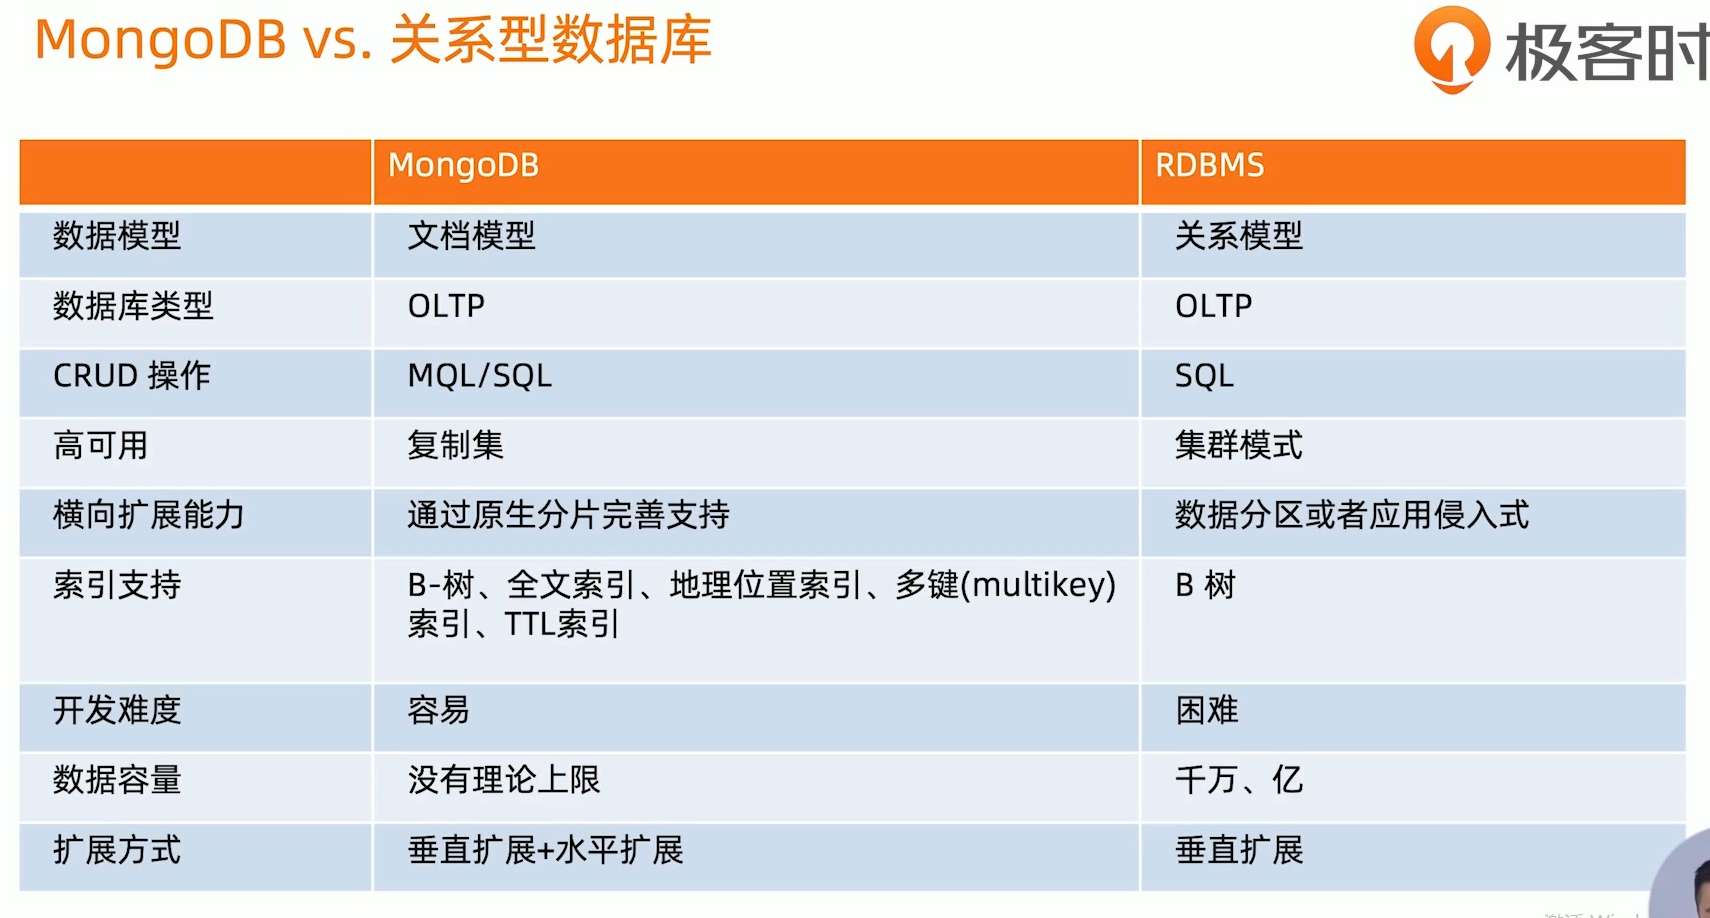 MongoDB vs. 关系型数据库
极客时
MongoDB RDBMS
数据模型 文档模型 关系模型
数据库类型 OLTP OLTP
CRUD 操作 MQL/SQL SQL
高可用 复制集 集群模式
横向扩展能力 通过原生分片完善支持 数据分区或者应用侵入式
索引支持 B-树、全文索引、地理位置索引、多键(multikey) B 树
索引、TTL索引
开发难度 容易 困难
数据容量 没有理论上限 千万、亿
扩展方式 垂直扩展+水平扩展 垂直扩展